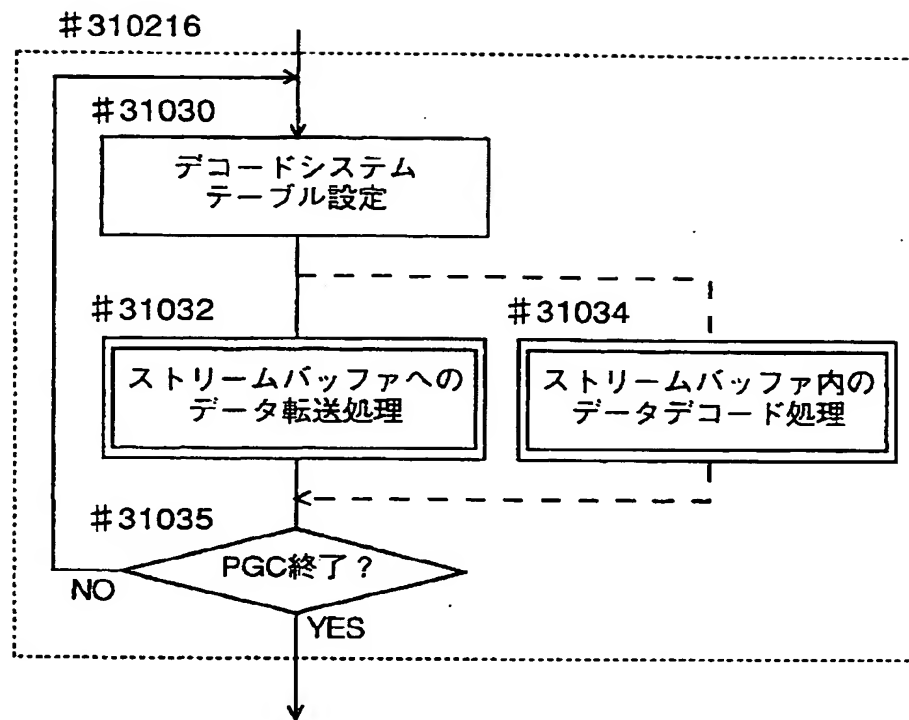 #310216
#31030
デコードシステム
テーブル設定
#31032
ストリームバッファへの
データ転送処理
#31034
ストリームバッファ内の
データデコード処理
#31035
PGC終了?
NO
YES